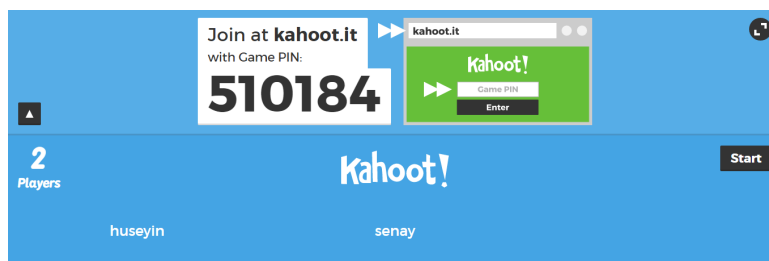 Join at kahoot.it
with Game PIN:
510184
kahoot.it
Kahoot!
Game PIN
Enter
2
Players
Kahoot!
Start
huseyin
senay